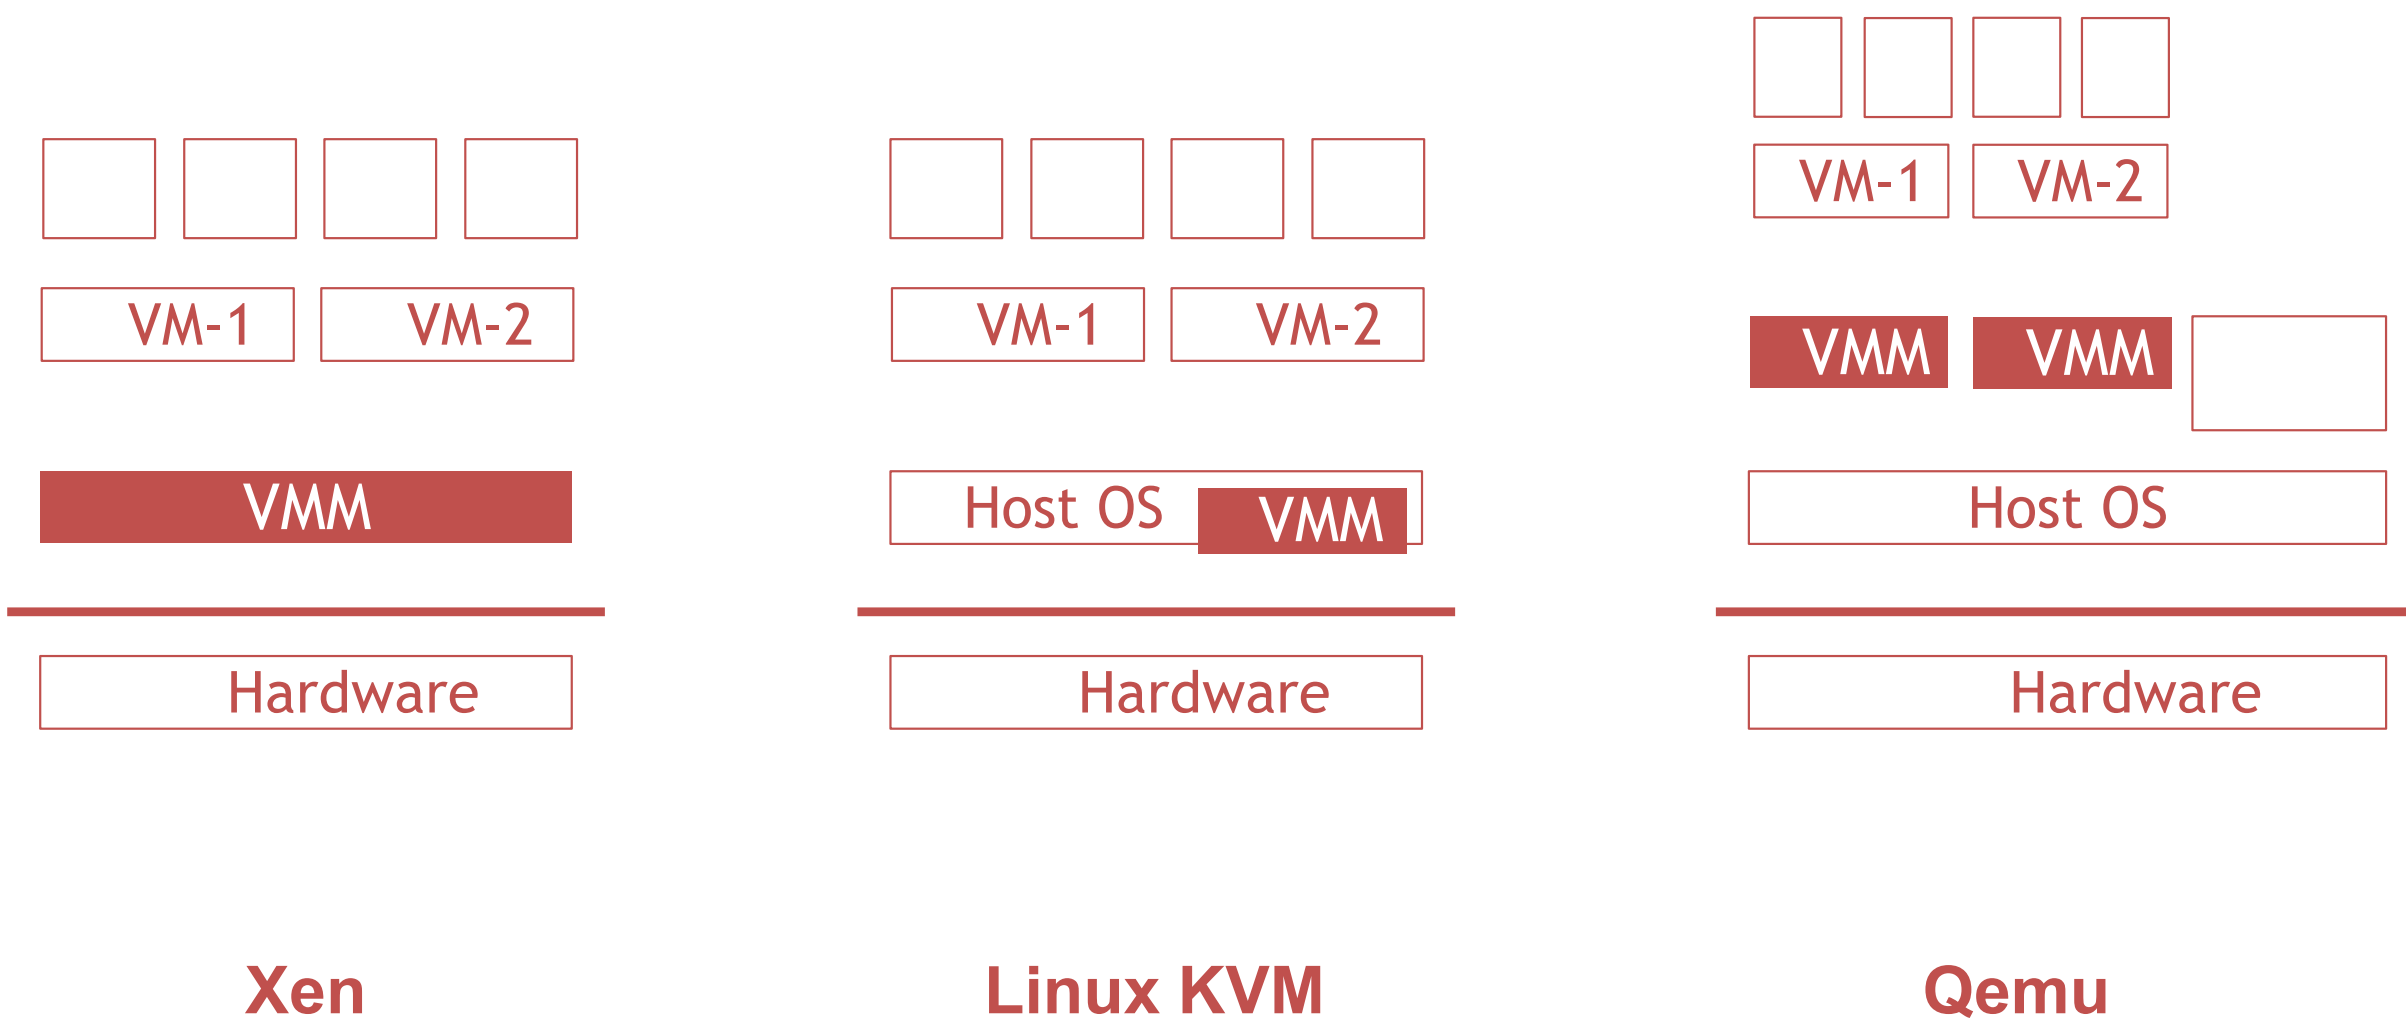 VM-1 VM-2
VMM
Hardware
Xen
VM-1 VM-2
Host OS VMM
Hardware
Linux KVM
VM-1 VM-2
VMM VMM
Host OS
Hardware
Qemu